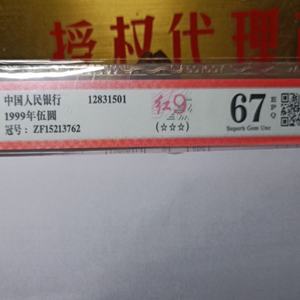 授权代理
中国人民银行 12831501
1999年伍圆
冠号: ZF15213762
红9
(☆☆☆)
67 EPQ
Superb Gem Unc